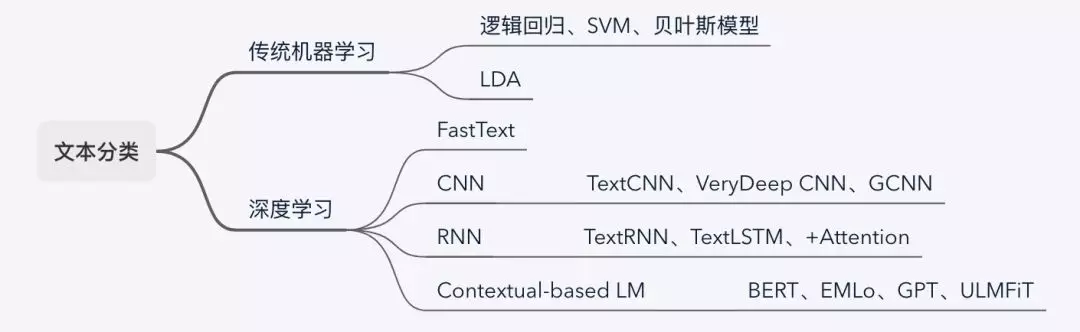 文本分类
传统机器学习
逻辑回归、SVM、贝叶斯模型
LDA
深度学习
FastText
CNN TextCNN、VeryDeep CNN、GCNN
RNN TextRNN、TextLSTM、+Attention
Contextual-based LM BERT、EMLo、GPT、ULMFiT